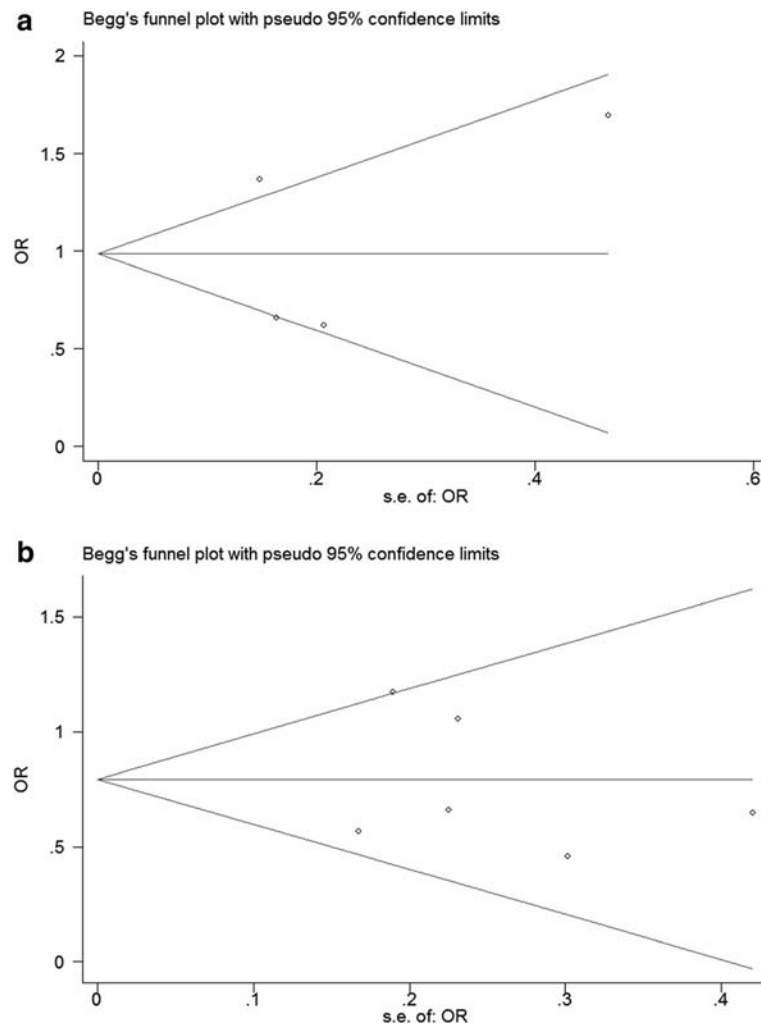 a
Begg's funnel plot with pseudo 95% confidence limits
2
1.5
1
.5
0
OR
0 .2 .4 .6
s.e. of: OR
b
Begg's funnel plot with pseudo 95% confidence limits
1.5
1
.5
0
OR
0 .1 .2 .3 .4
s.e. of: OR